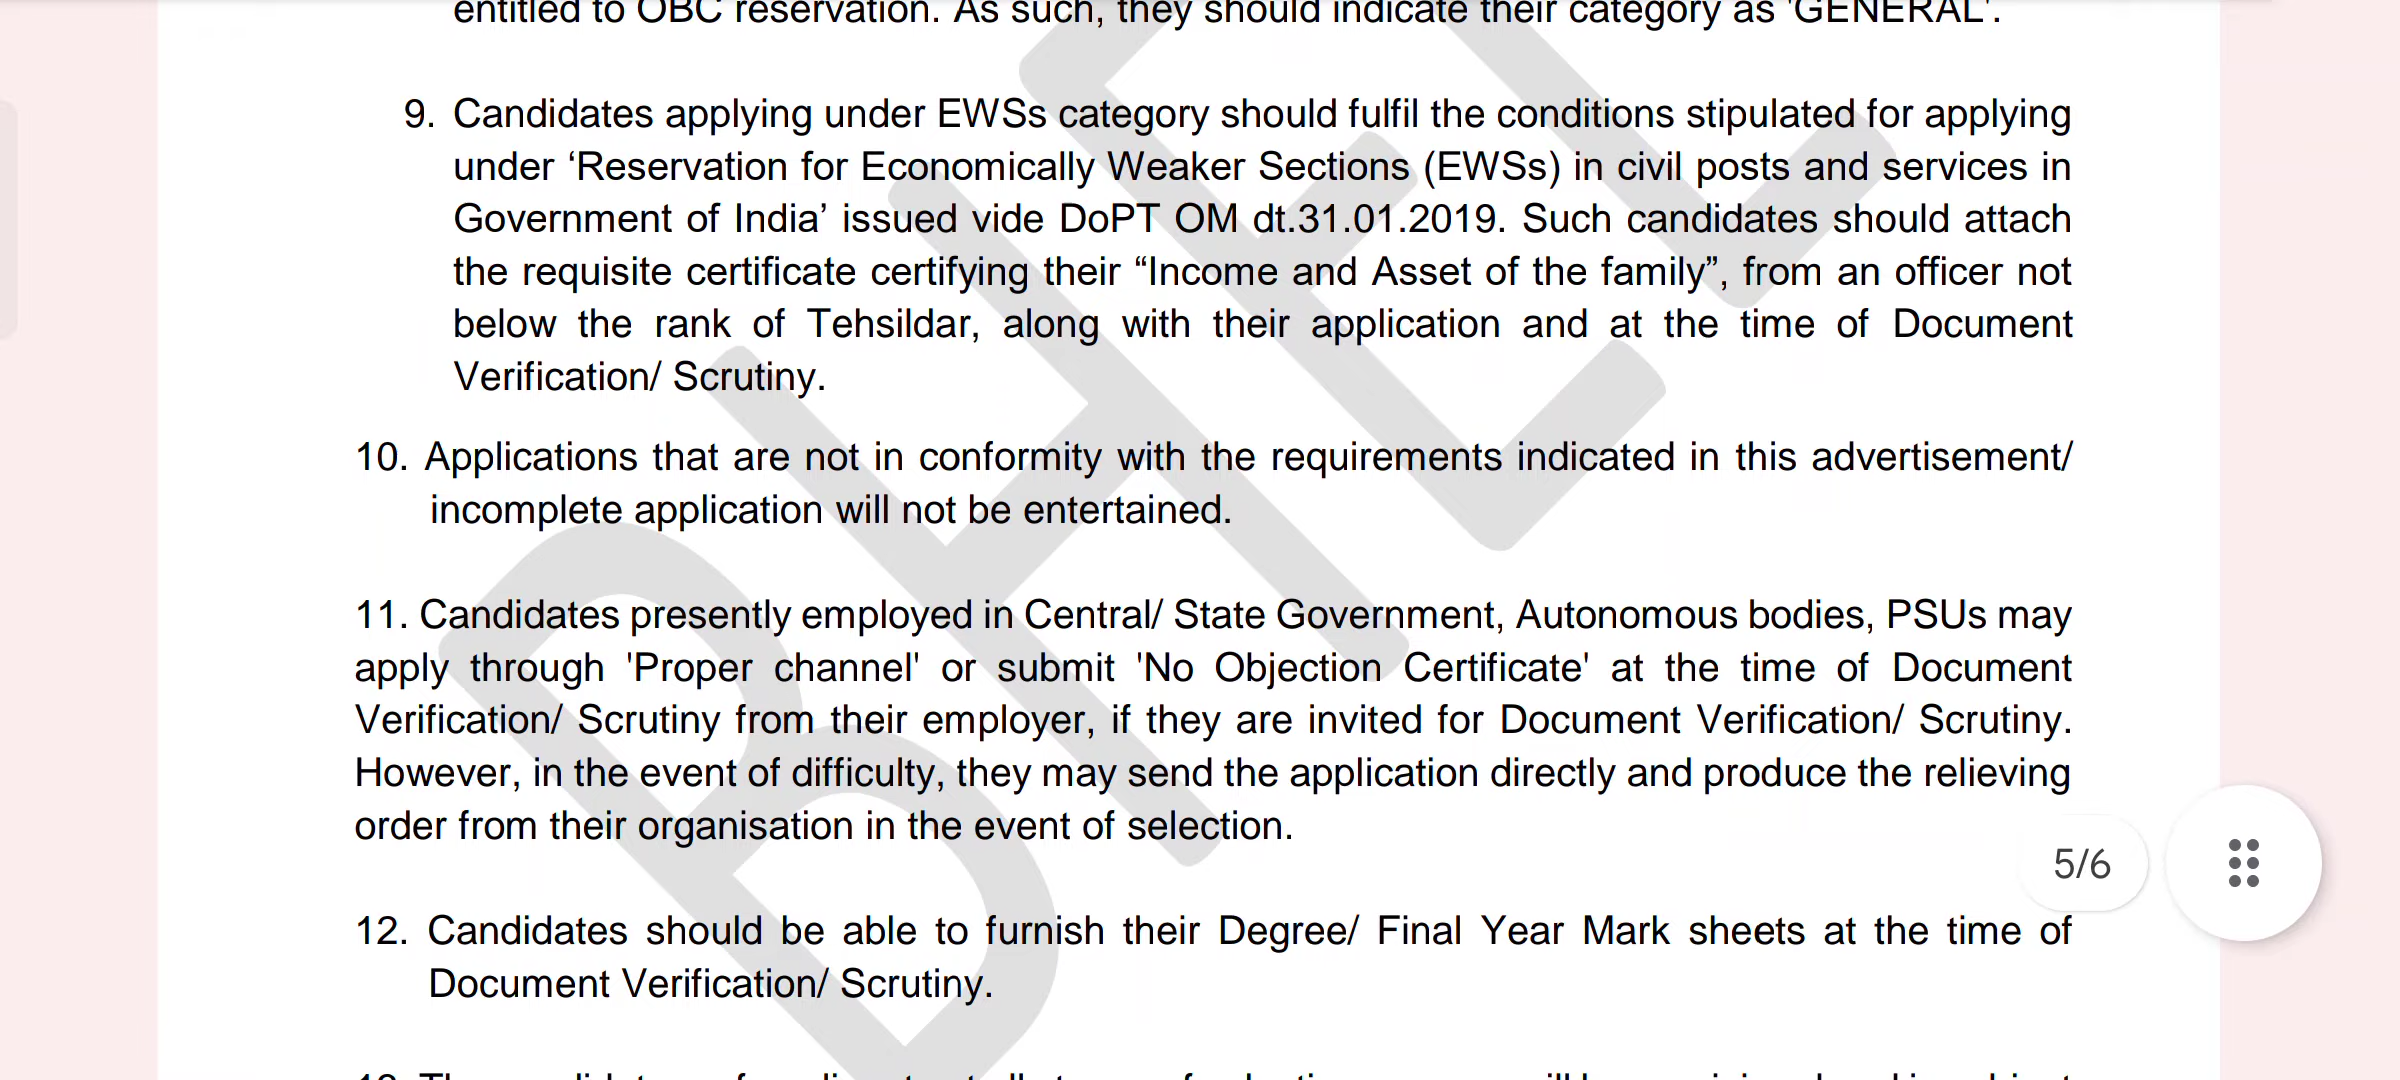 entitled to OBC reservation. As such, they should indicate their category as 'GENERAL'.
9. Candidates applying under EWSs category should fulfil the conditions stipulated for applying
under ‘Reservation for Economically Weaker Sections (EWSs) in civil posts and services in
Government of India’ issued vide DoPT OM dt.31.01.2019. Such candidates should attach
the requisite certificate certifying their “Income and Asset of the family”, from an officer not
below the rank of Tehsildar, along with their application and at the time of Document
Verification/ Scrutiny.
10. Applications that are not in conformity with the requirements indicated in this advertisement/
incomplete application will not be entertained.
11. Candidates presently employed in Central/ State Government, Autonomous bodies, PSUs may
apply through 'Proper channel' or submit 'No Objection Certificate' at the time of Document
Verification/ Scrutiny from their employer, if they are invited for Document Verification/ Scrutiny.
However, in the event of difficulty, they may send the application directly and produce the relieving
order from their organisation in the event of selection.
5/6
12. Candidates should be able to furnish their Degree/ Final Year Mark sheets at the time of
Document Verification/ Scrutiny.
BHEL